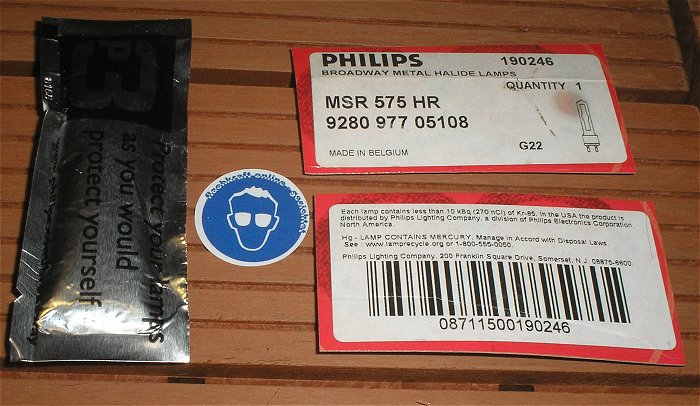 P3
Protect your lamps
as you would
protect yourself
PHILIPS 190246
BROADWAY METAL HALIDE LAMPS
QUANTITY 1
MSR 575 HR
9280 977 05108
G22
MADE IN BELGIUM
Each lamp contains less than 10 kBq (270 nCi) of Kr-85. In the USA the product is
distributed by Philips Lighting Company, a division of Philips Electronics Corporation.
North America.
Hg - LAMP CONTAINS MERCURY, Manage in Accord with Disposal Laws
See : www.lamprecycle.org or 1-800-555-0050.
Philips Lighting Company, 200 Franklin Square Drive, Somerset, N.J. 08875-6800.
08711500190246